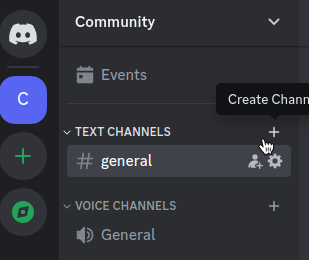 Community
C
Events
Create Chann
TEXT CHANNELS
general
VOICE CHANNELS
General